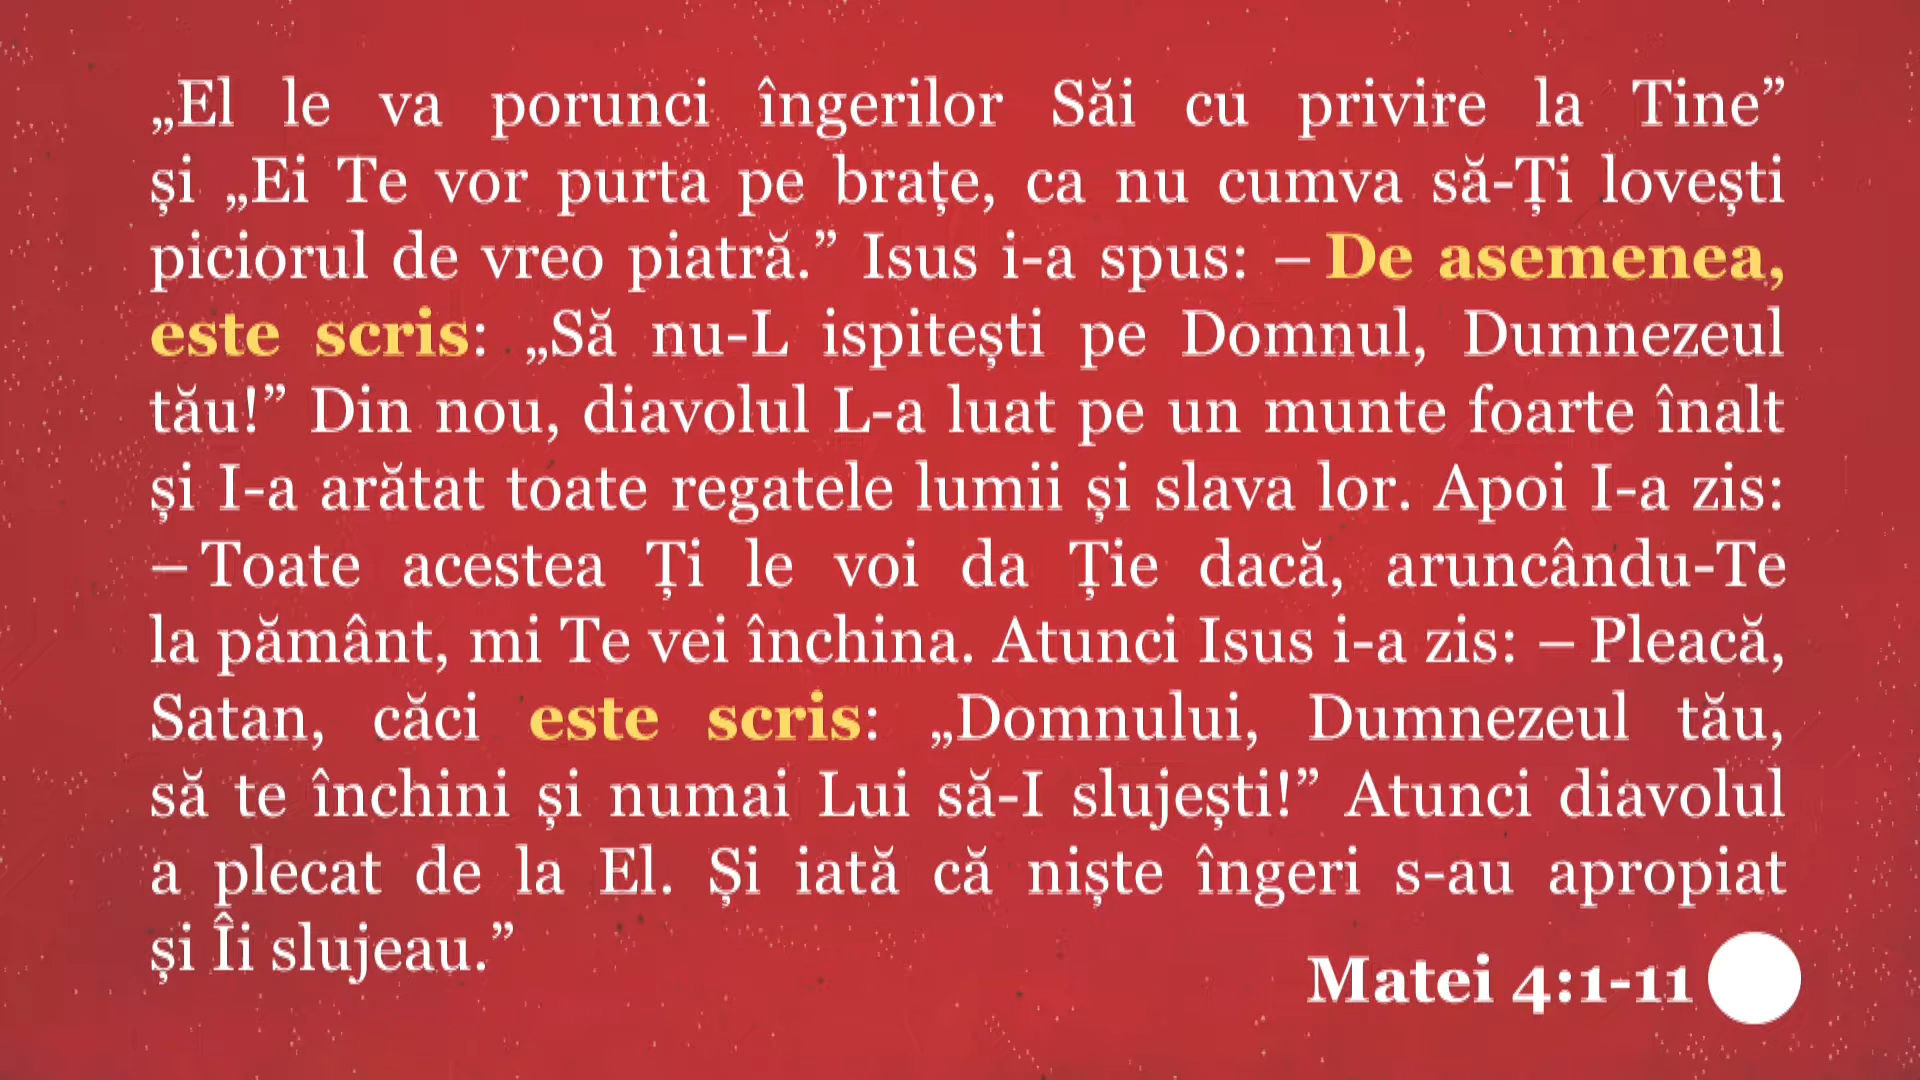 „El le va porunci îngerilor Săi cu privire la Tine”
și „Ei Te vor purta pe brațe, ca nu cumva să-Ți lovești
piciorul de vreo piatră.” Isus i-a spus: – De asemenea,
este scris: „Să nu-L ispitești pe Domnul, Dumnezeul
tău!” Din nou, diavolul L-a luat pe un munte foarte înalt
și I-a arătat toate regatele lumii și slava lor. Apoi I-a zis:
– Toate acestea Ți le voi da Ție dacă, aruncându-Te
la pământ, mi Te vei închina. Atunci Isus i-a zis: – Pleacă,
Satan, căci este scris: „Domnului, Dumnezeul tău,
să te închini și numai Lui să-I slujești!” Atunci diavolul
a plecat de la El. Și iată că niște îngeri s-au apropiat
și Îi slujeau.”
Matei 4:1-11